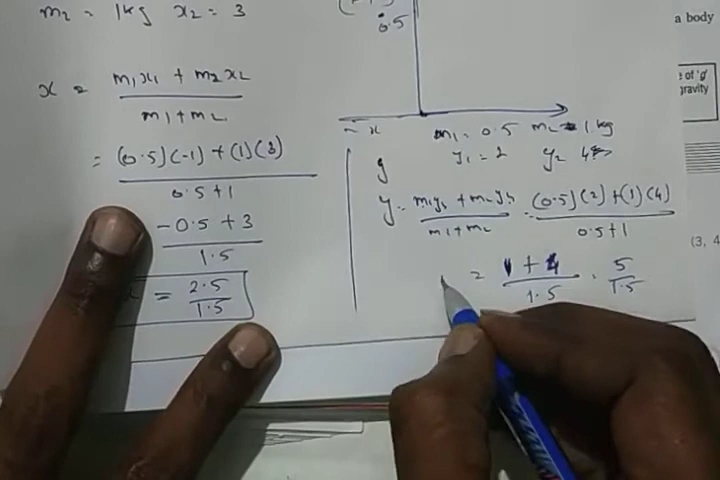 m₂ = 1kg x₂ = 3
x = m₁x₁ + m₂x₂ / m₁+m₂
= (0.5)(-1)+(1)(3) / 0.5+1
-0.5+3 / 1.5
= 2.5 / 1.5
0.5
- x
m₁ = 0.5 m₂ = 1kg
y₁ = 2 y₂ 4
y = m₁y₁ + m₂y₂ / m₁+m₂ = (0.5)(2)+(1)(4) / 0.5+1
= 1+4 / 1.5 . 5 / 1.5
a body
e of 'g'
gravity
(3, 4